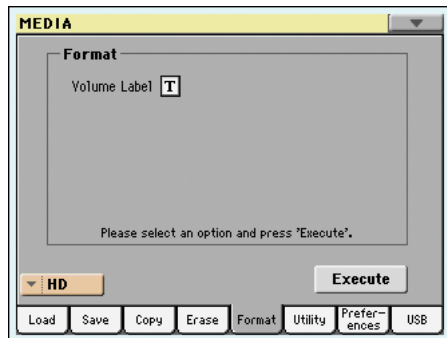 MEDIA
Format
Volume Label T
Please select an option and press 'Execute'.
HD
Execute
Load Save Copy Erase Format Utility Prefer-
ences USB